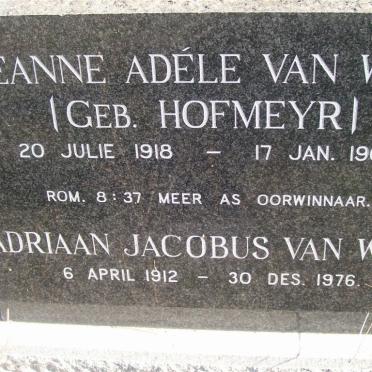 EANNE ADÉLE VAN W
(GEB. HOFMEYR)
20 JULIE 1918 – 17 JAN. 19
ROM. 8:37 MEER AS OORWINNAAR.
ADRIAAN JACOBUS VAN W
6 APRIL 1912 – 30 DES. 1976.